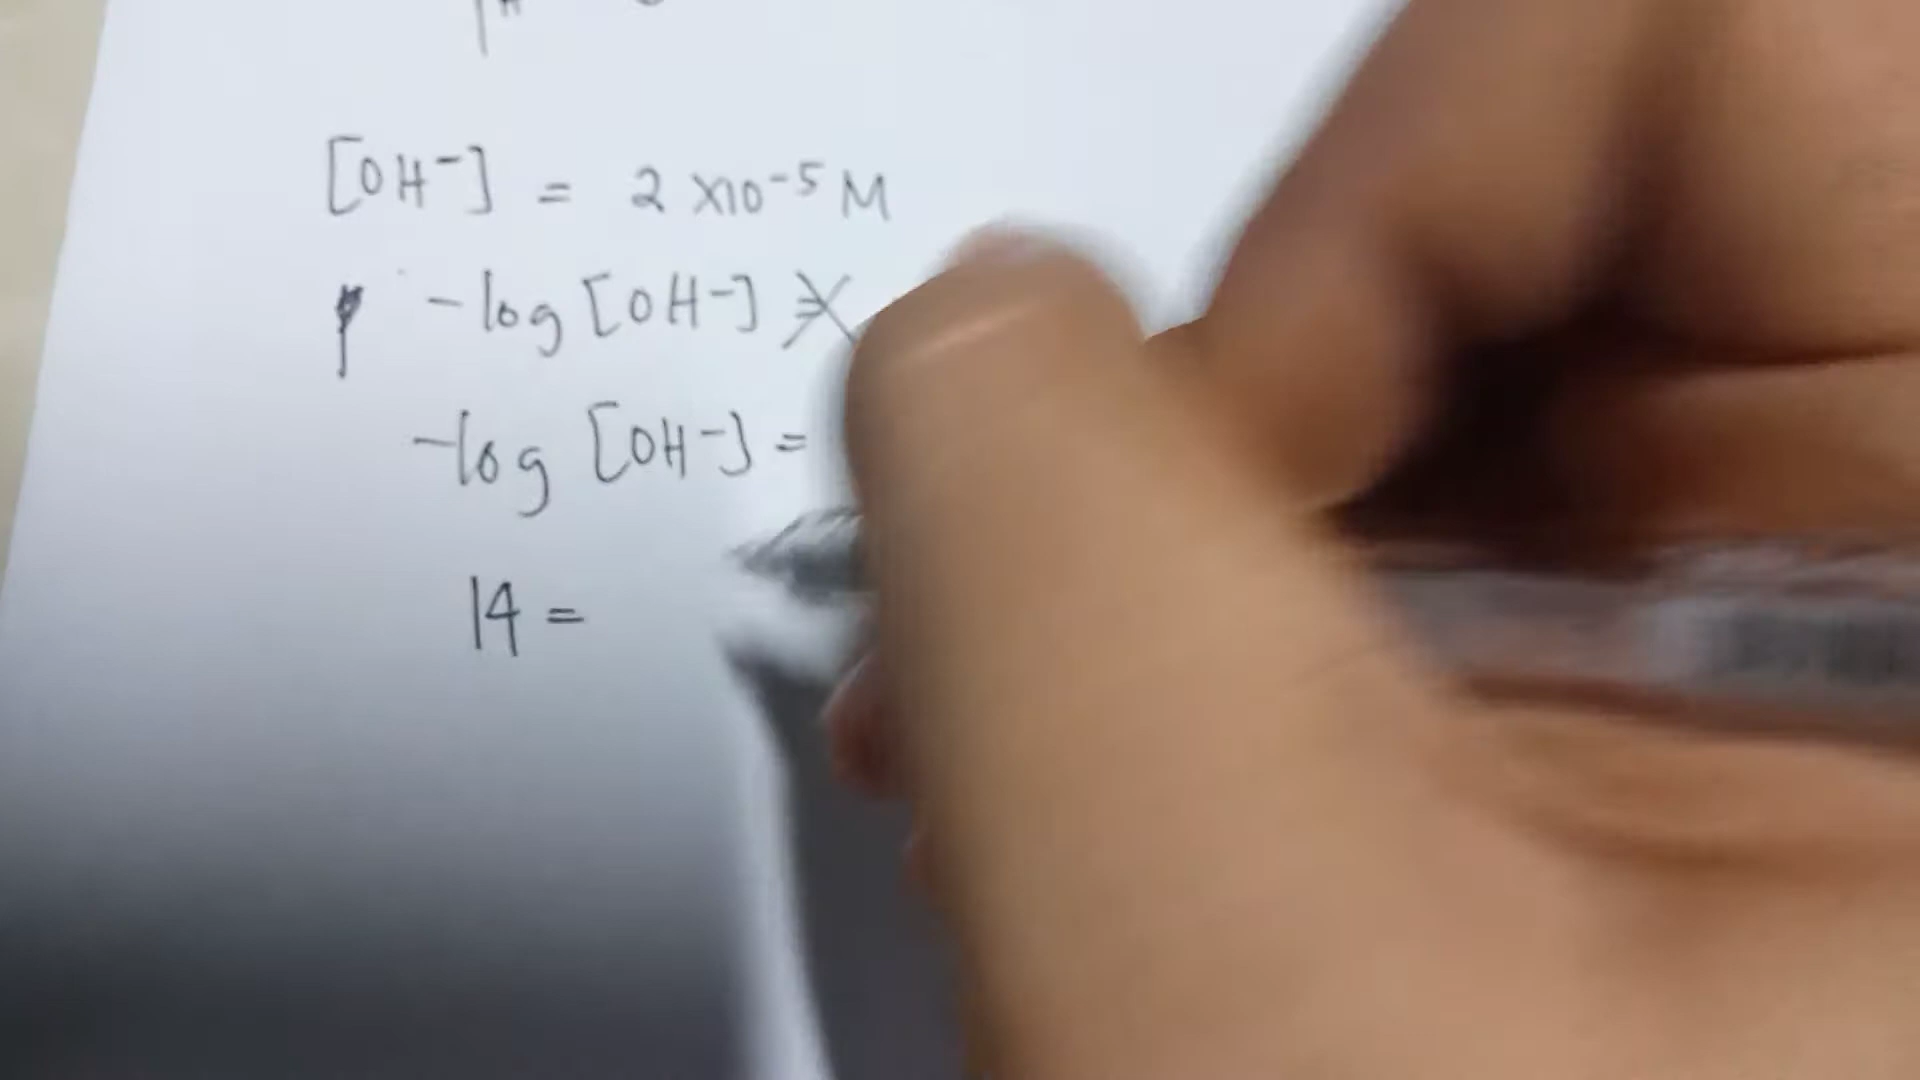 [OH⁻] = 2 x10⁻⁵ M
-log [OH-]
-log [OH-] =
14 =